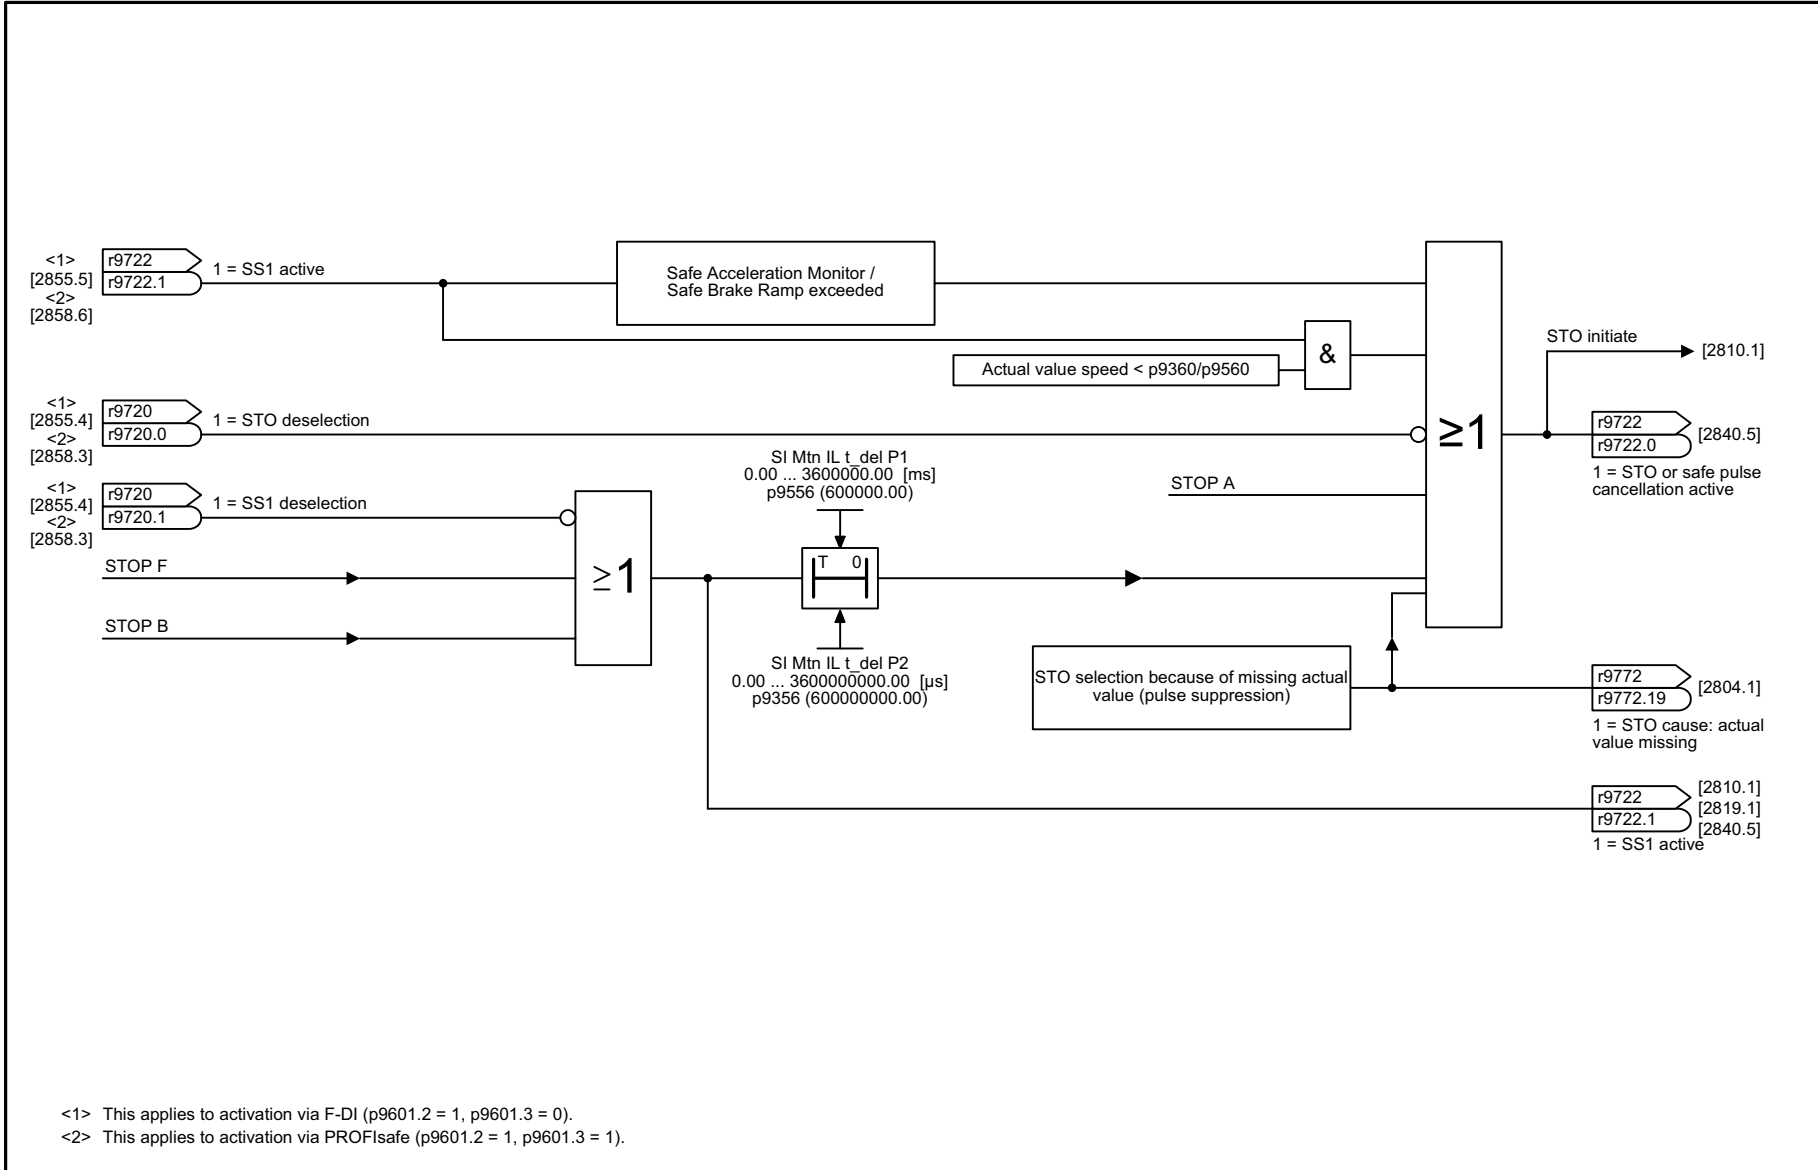 <1>
[2855.5]
<2>
[2858.6]
r9722
r9722.1
1 = SS1 active
Safe Acceleration Monitor /
Safe Brake Ramp exceeded
&
Actual value speed < p9360/p9560
≥1
STO initiate
[2810.1]
<1>
[2855.4]
<2>
[2858.3]
r9720
r9720.0
1 = STO deselection
r9722
r9722.0
[2840.5]
1 = STO or safe pulse
cancellation active
SI Mtn IL t_del P1
0.00 ... 3600000.00 [ms]
p9556 (600000.00)
STOP A
<1>
[2855.4]
<2>
[2858.3]
r9720
r9720.1
1 = SS1 deselection
STOP F
STOP B
≥1
T 0
SI Mtn IL t_del P2
0.00 ... 3600000000.00 [µs]
p9356 (600000000.00)
STO selection because of missing actual
value (pulse suppression)
r9772
r9772.19
[2804.1]
1 = STO cause: actual
value missing
r9722
r9722.1
[2810.1]
[2819.1]
[2840.5]
1 = SS1 active
<1> This applies to activation via F-DI (p9601.2 = 1, p9601.3 = 0).
<2> This applies to activation via PROFIsafe (p9601.2 = 1, p9601.3 = 1).